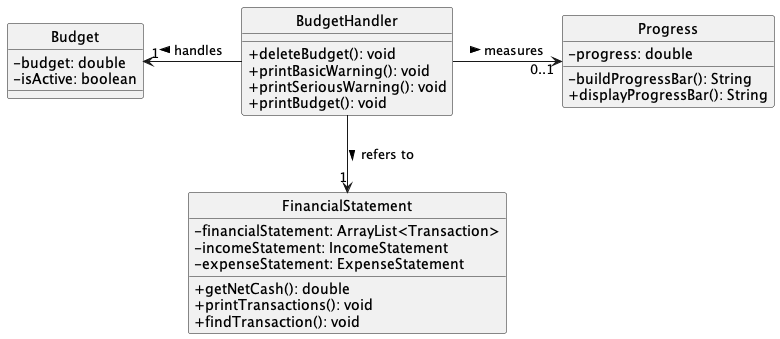 Budget
-budget: double
-isActive: boolean
1
handles
BudgetHandler
+deleteBudget(): void
+printBasicWarning(): void
+printSeriousWarning(): void
+printBudget(): void
measures
0..1
Progress
-progress: double
-buildProgressBar(): String
+displayProgressBar(): String
refers to
1
FinancialStatement
-financialStatement: ArrayList<Transaction>
-incomeStatement: IncomeStatement
-expenseStatement: ExpenseStatement
+getNetCash(): double
+printTransactions(): void
+findTransaction(): void